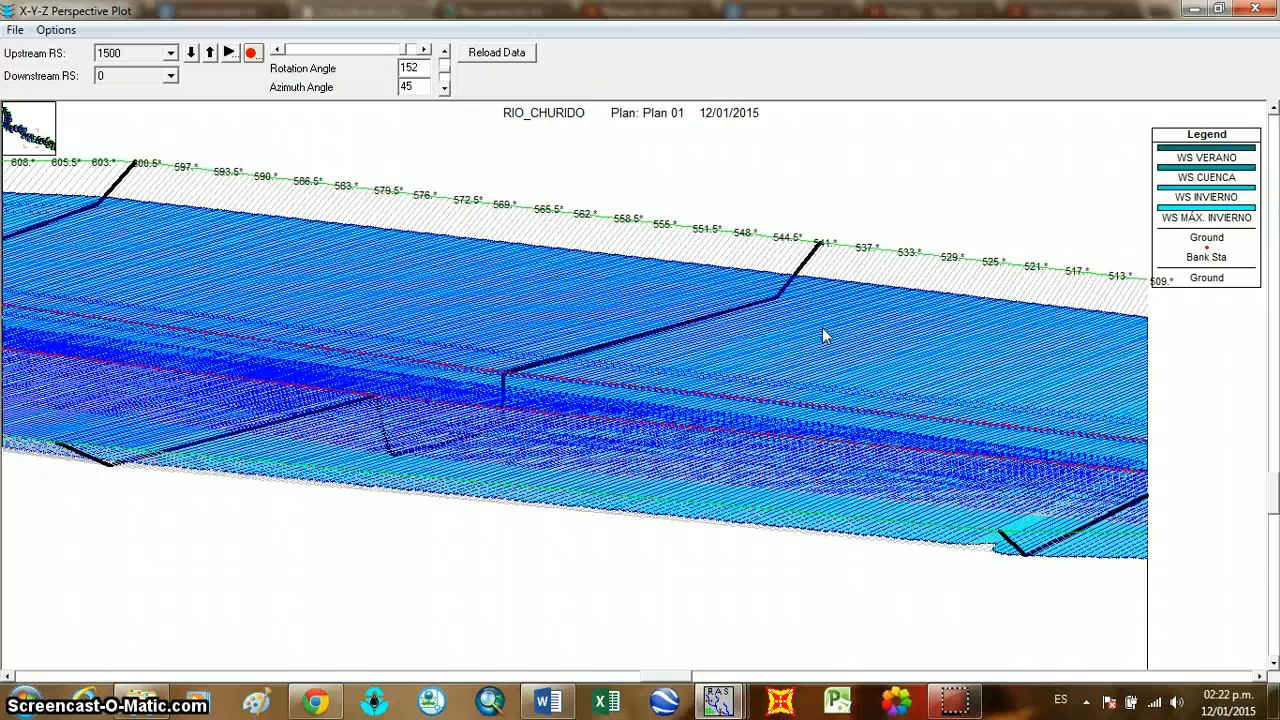 X-Y-Z Perspective Plot
File Options
Upstream RS: 1500
Downstream RS: 0
Rotation Angle 152
Azimuth Angle 45
Reload Data
RIO_CHURIDO Plan: Plan 01 12/01/2015
Legend
WS VERANO
WS CUENCA
WS INVIERNO
WS MÁX. INVIERNO
Ground
Bank Sta
Ground
608.* 605.5* 603.* 600.5* 597.* 593.5* 590.* 586.5* 583.* 579.5* 576.* 572.5* 569.* 565.5* 562.* 558.5* 555.* 551.5* 548.* 544.5* 541.* 537.* 533.* 529.* 525.* 521.* 517.* 513.* 509.*
RAS
ES
02:22 p.m.
12/01/2015
Screencast-O-Matic.com